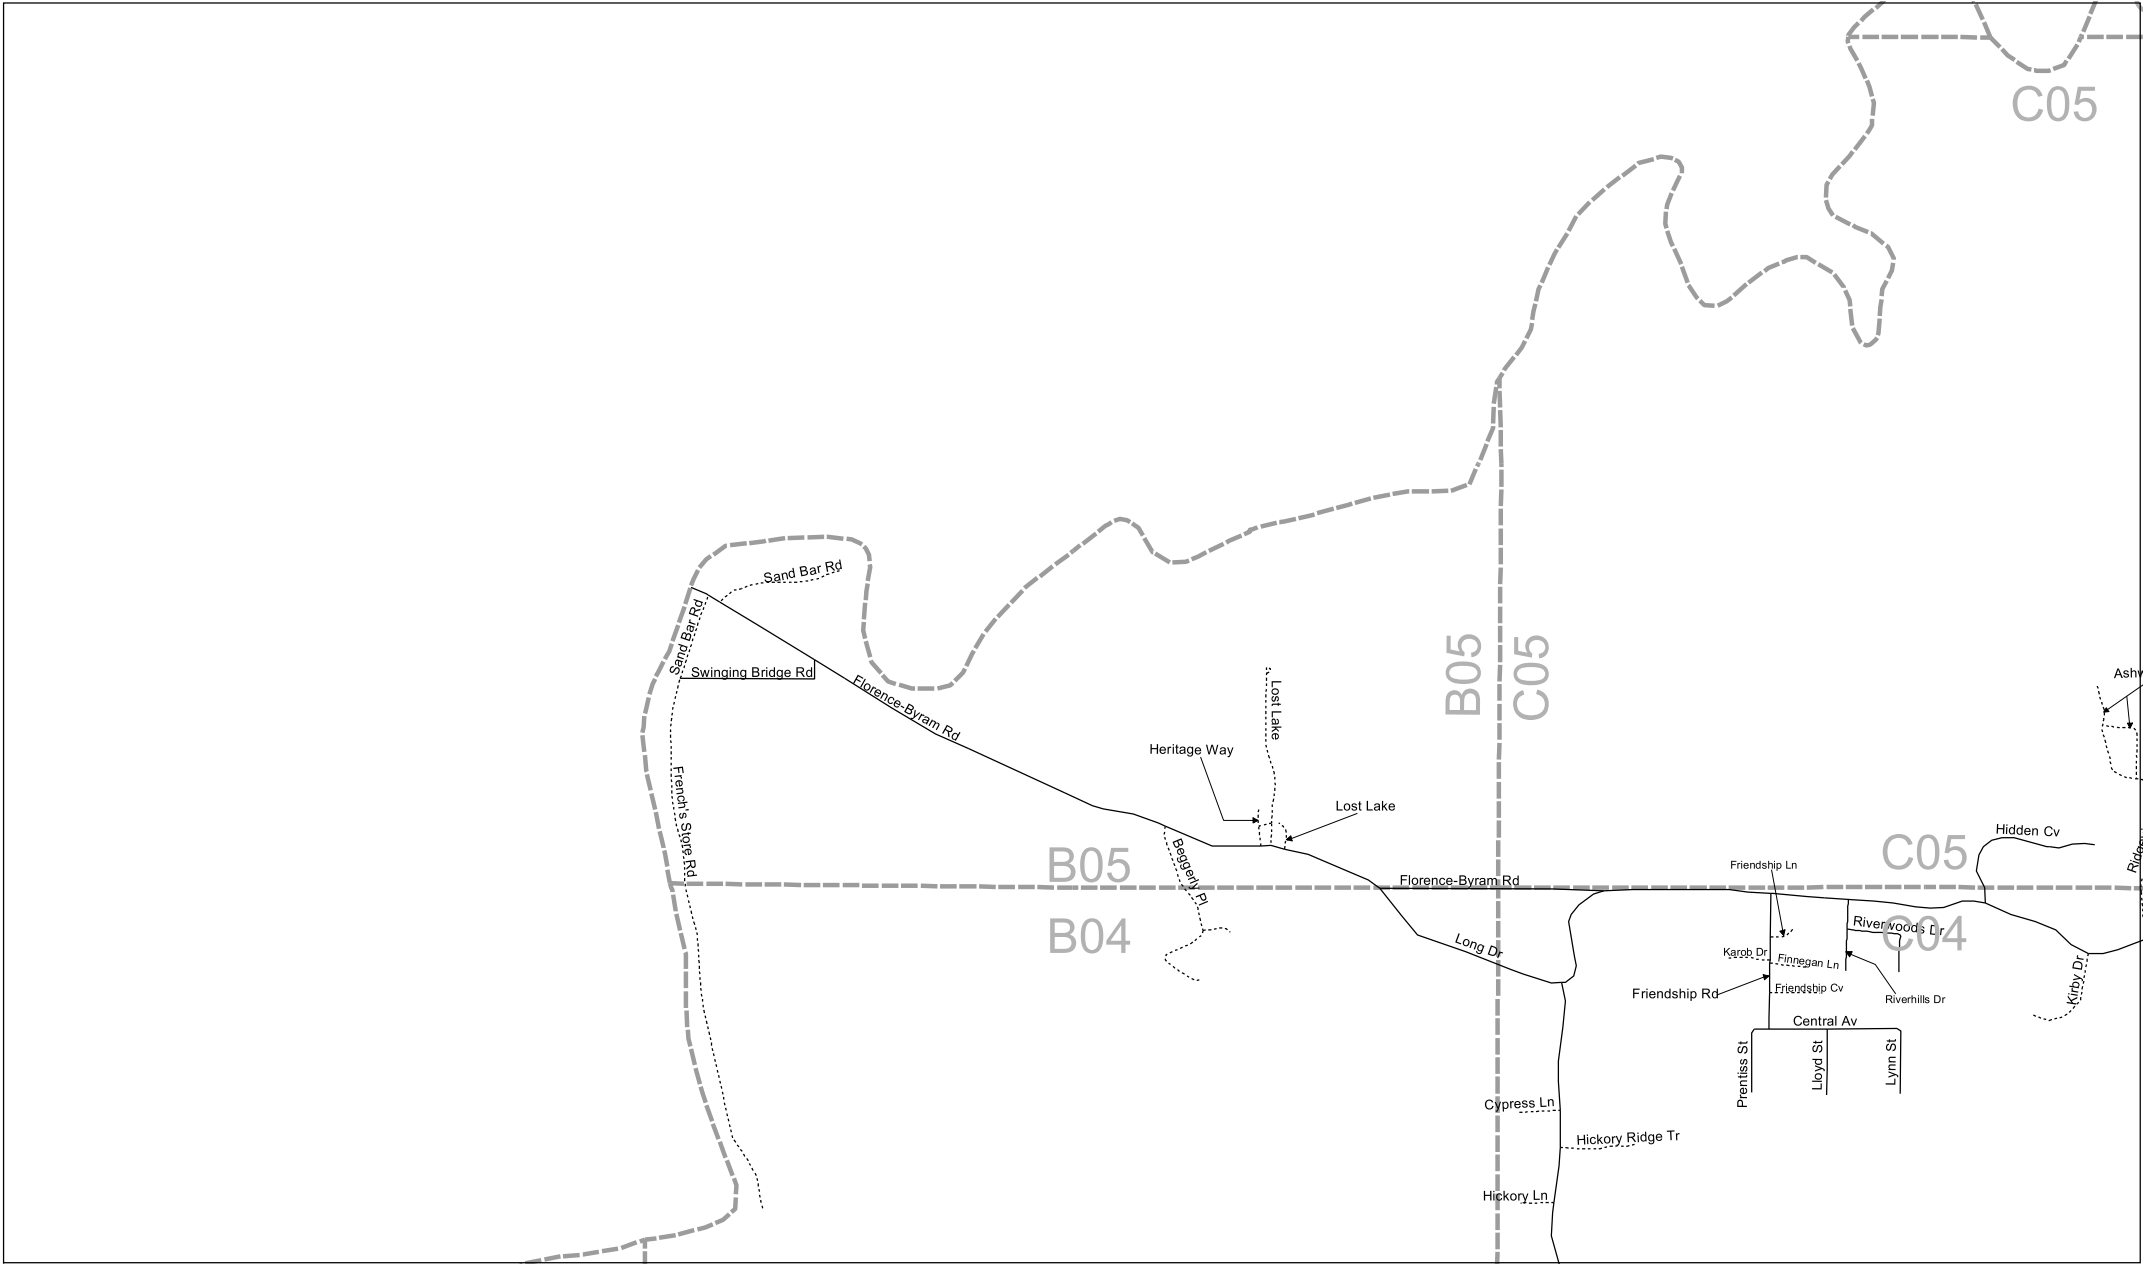 C05
Sand Bar Rd
Sand Bar Rd
Swinging Bridge Rd
Florence-Byram Rd
B05
C05
Lost Lake
Heritage Way
Lost Lake
French's Store Rd
Beggerly Pl
B05
B04
Florence-Byram Rd
Long Dr
Friendship Ln
C05
C04
Hidden Cv
Riverwoods Dr
Karob Dr
Finnegan Ln
Friendship Rd
Friendship Cv
Riverhills Dr
Kirby Dr
Central Av
Prentiss St
Lloyd St
Lynn St
Cypress Ln
Hickory Ridge Tr
Hickory Ln